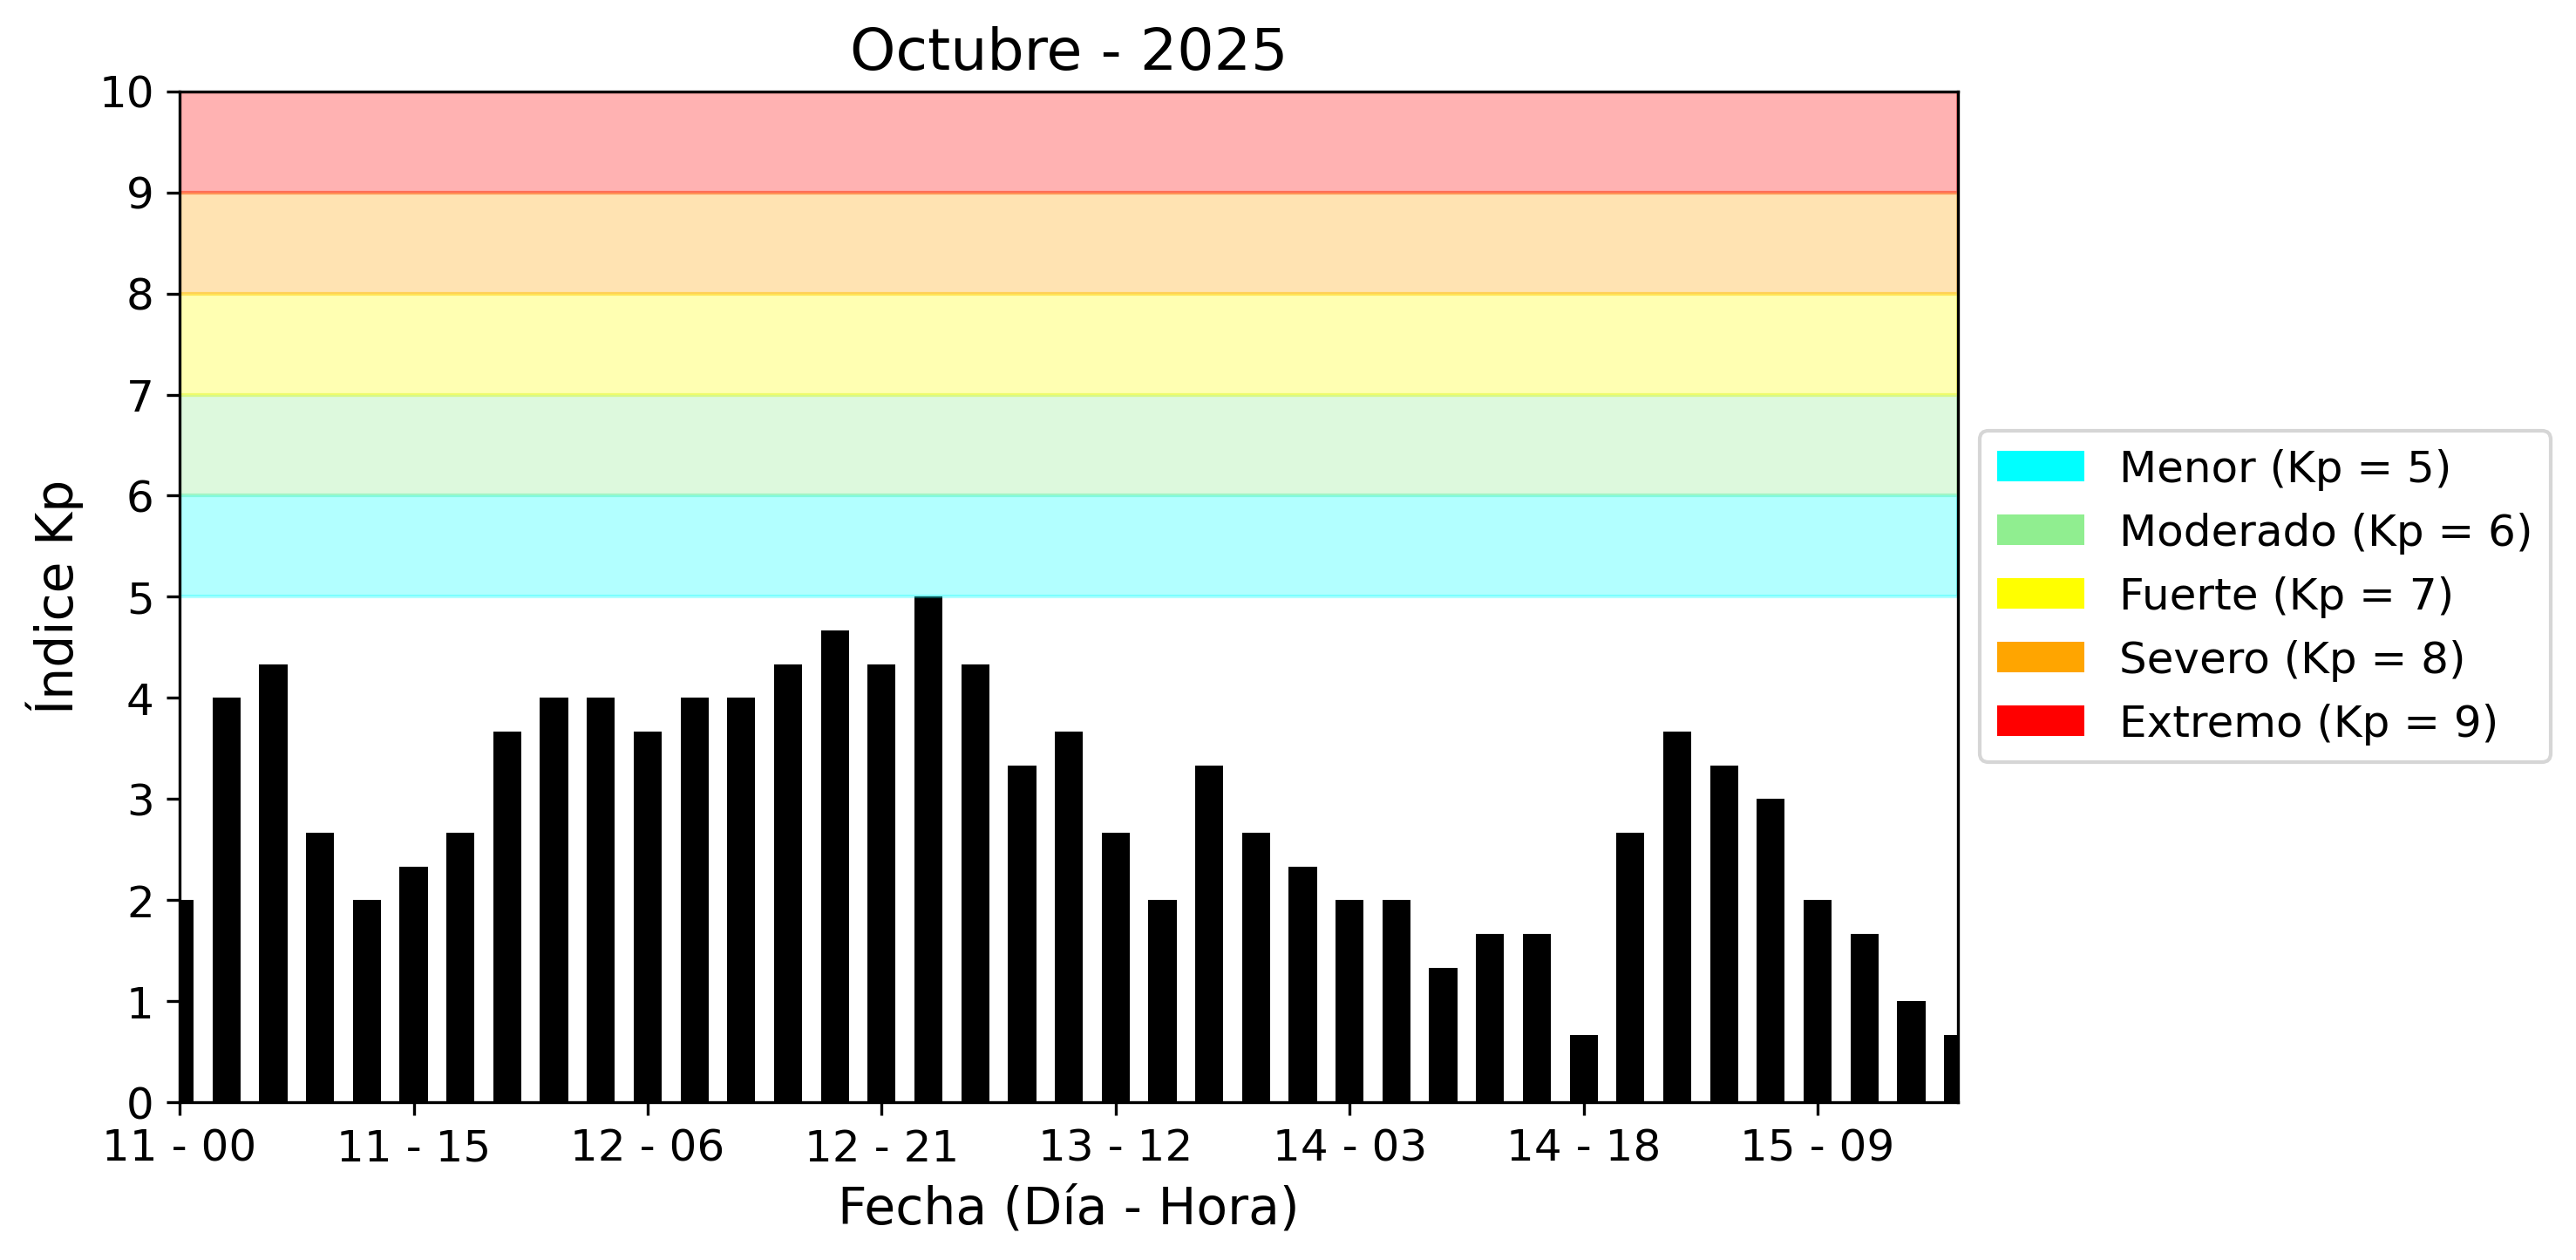 Octubre - 2025
Índice Kp
10
9
8
7
6
5
4
3
2
1
0
11 - 00
11 - 15
12 - 06
12 - 21
13 - 12
14 - 03
14 - 18
15 - 09
Fecha (Día - Hora)
Menor (Kp = 5)
Moderado (Kp = 6)
Fuerte (Kp = 7)
Severo (Kp = 8)
Extremo (Kp = 9)